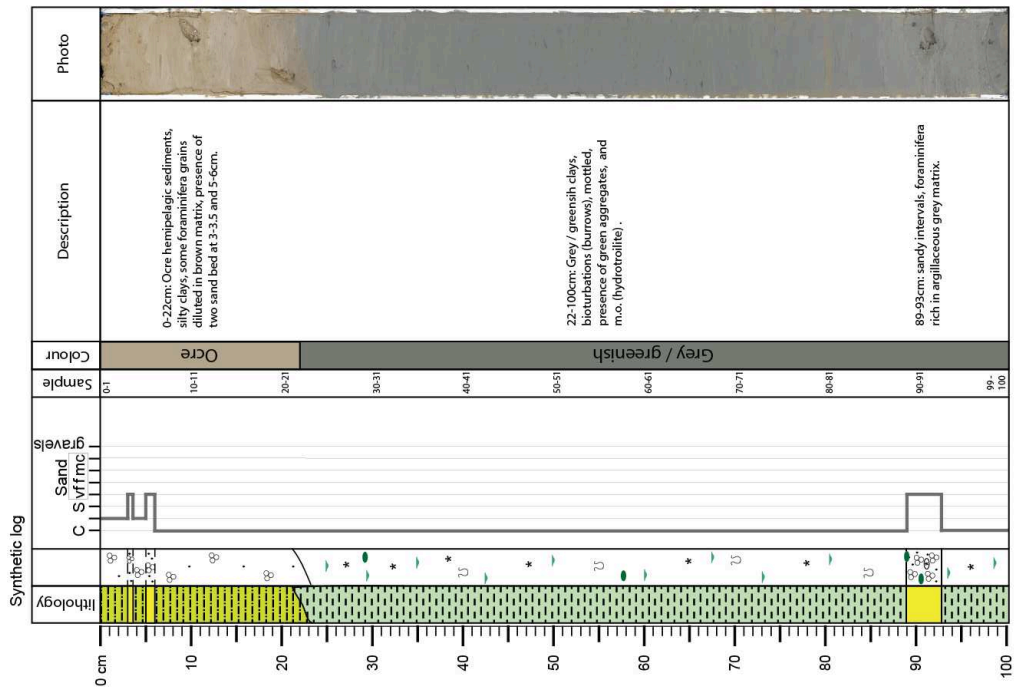 Synthetic log
lithology
C
S
vf
f
m
c
Sand
gravels
Sample
Colour
Description
Photo
0 cm
10
20
30
40
50
60
70
80
90
100
0-1
10-11
20-21
30-31
40-41
50-51
60-61
70-71
80-81
90-91
99 -
100
Ocre
Grey / greenish
0-22cm: Ocre hemipelagic sediments,
silty clays, some foraminifera grains
diluted in brown matrix, presence of
two sand bed at 3-3.5 and 5-6cm.
22-100cm: Grey / greensih clays,
bioturbations (burrows), mottled,
presence of green aggregates, and
m.o. (hydrotroilite) .
89-93cm: sandy intervals, foraminifera
rich in argillaceous grey matrix.